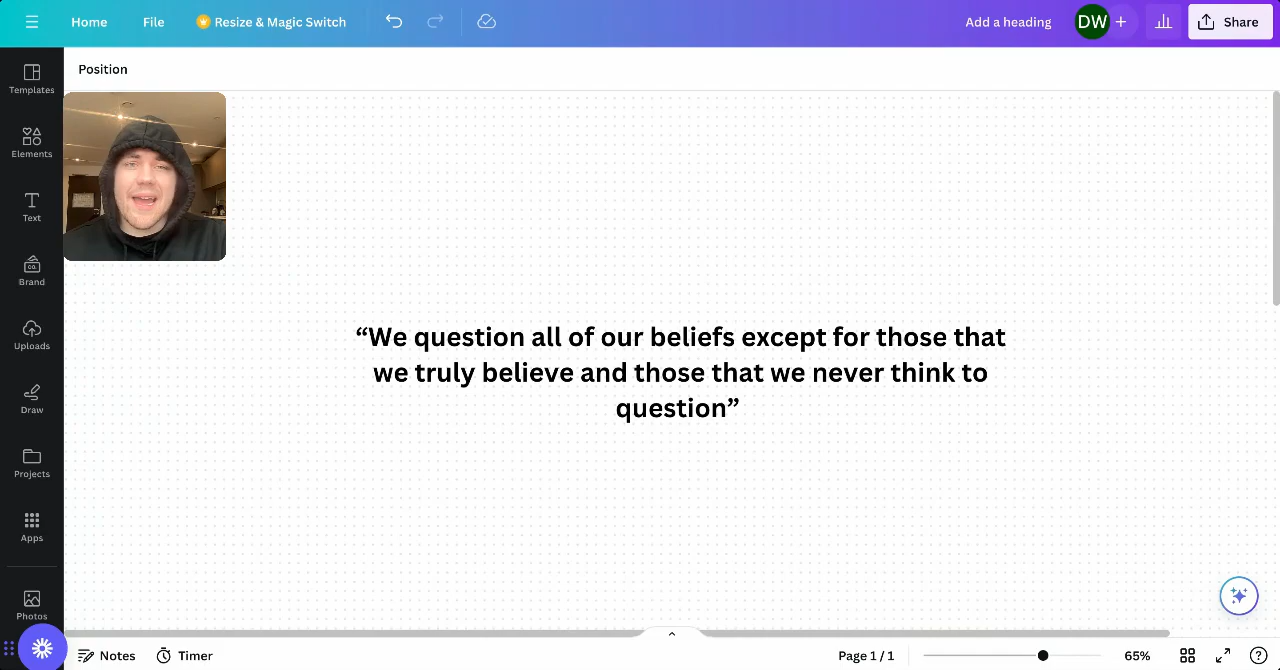 Home File Resize & Magic Switch Add a heading DW + Share
Position
Templates
Elements
Text
Brand
Uploads
Draw
Projects
Apps
Photos
“We question all of our beliefs except for those that
we truly believe and those that we never think to
question”
Notes Timer Page 1 / 1 65% ?